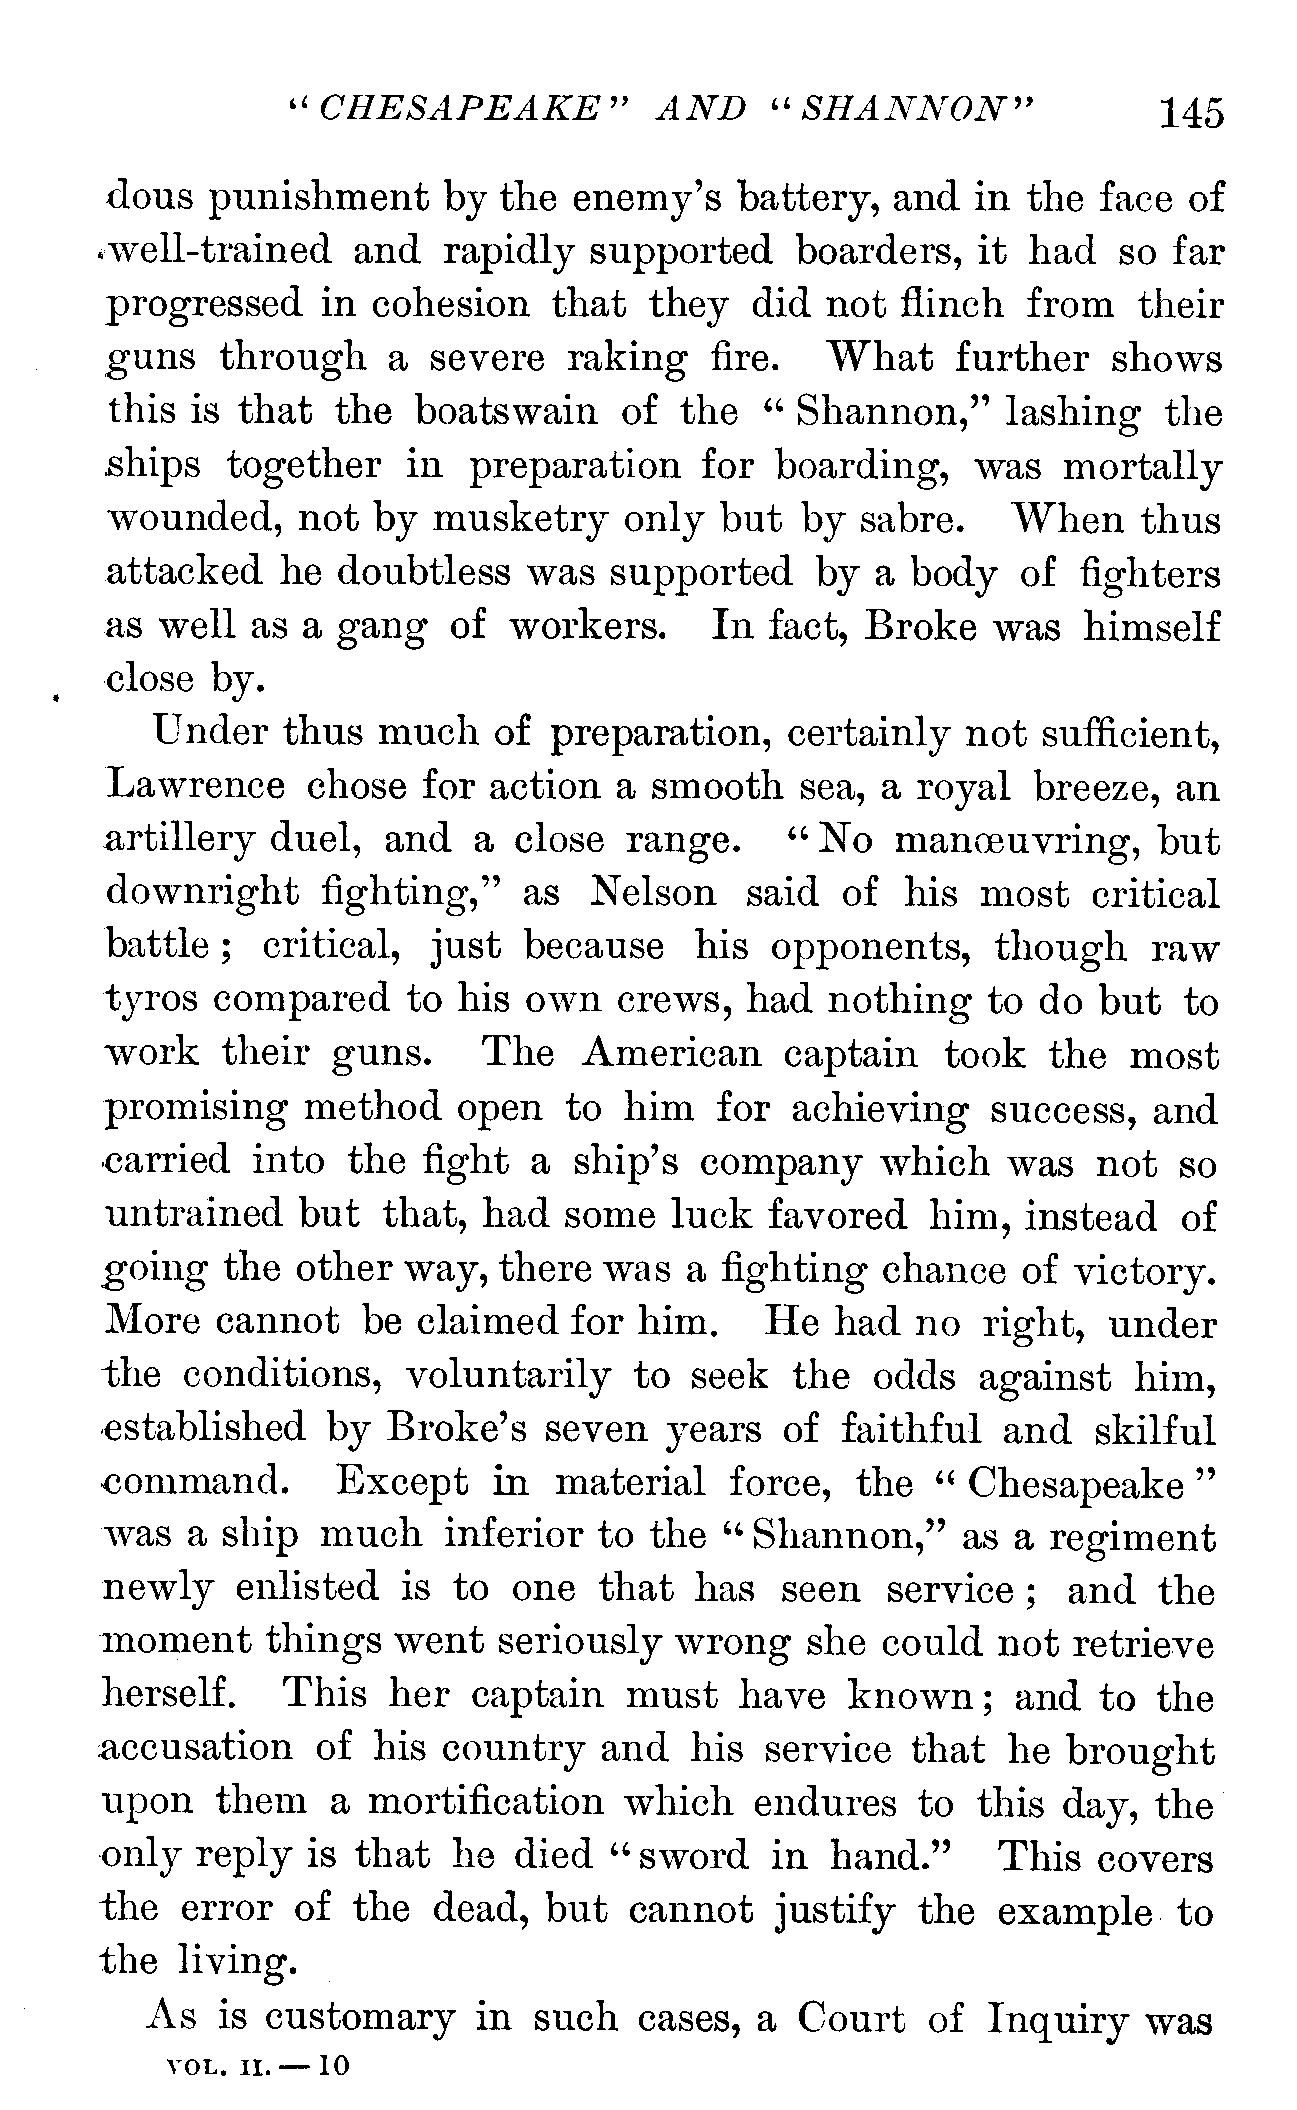 "CHESAPEAKE" AND "SHANNON" 145
dous punishment by the enemy's battery, and in the face of
well-trained and rapidly supported boarders, it had so far
progressed in cohesion that they did not flinch from their
guns through a severe raking fire. What further shows
this is that the boatswain of the "Shannon," lashing the
ships together in preparation for boarding, was mortally
wounded, not by musketry only but by sabre. When thus
attacked he doubtless was supported by a body of fighters
as well as a gang of workers. In fact, Broke was himself
close by.
Under thus much of preparation, certainly not sufficient,
Lawrence chose for action a smooth sea, a royal breeze, an
artillery duel, and a close range. "No manœuvring, but
downright fighting," as Nelson said of his most critical
battle; critical, just because his opponents, though raw
tyros compared to his own crews, had nothing to do but to
work their guns. The American captain took the most
promising method open to him for achieving success, and
carried into the fight a ship's company which was not so
untrained but that, had some luck favored him, instead of
going the other way, there was a fighting chance of victory.
More cannot be claimed for him. He had no right, under
the conditions, voluntarily to seek the odds against him,
established by Broke's seven years of faithful and skilful
command. Except in material force, the "Chesapeake"
was a ship much inferior to the "Shannon," as a regiment
newly enlisted is to one that has seen service; and the
moment things went seriously wrong she could not retrieve
herself. This her captain must have known; and to the
accusation of his country and his service that he brought
upon them a mortification which endures to this day, the
only reply is that he died "sword in hand." This covers
the error of the dead, but cannot justify the example to
the living.
As is customary in such cases, a Court of Inquiry was
VOL. II.—10